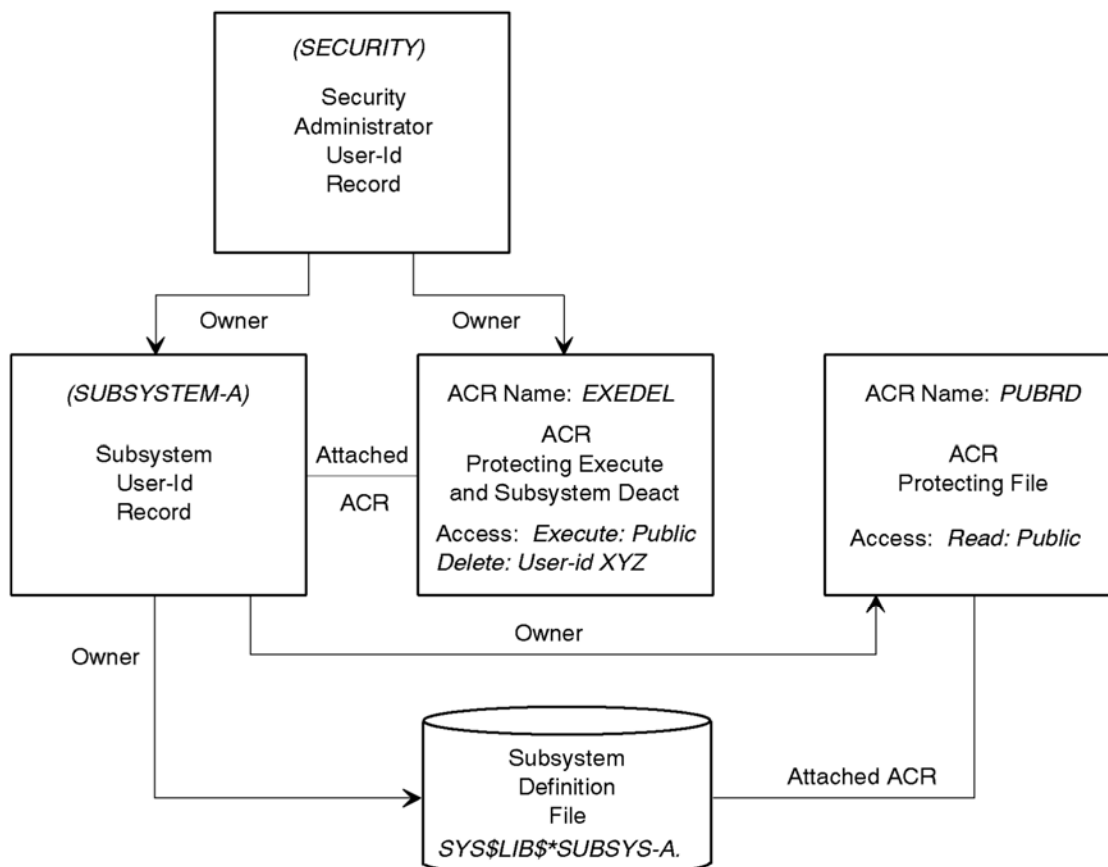 (SECURITY)
Security
Administrator
User-Id
Record
Owner
Owner
(SUBSYSTEM-A)
Subsystem
User-Id
Record
Attached
ACR
ACR Name: EXEDEL
ACR
Protecting Execute
and Subsystem Deact
Access: Execute: Public
Delete: User-id XYZ
ACR Name: PUBRD
ACR
Protecting File
Access: Read: Public
Owner
Owner
Subsystem
Definition
File
SYS$LIB$*SUBSYS-A.
Attached ACR